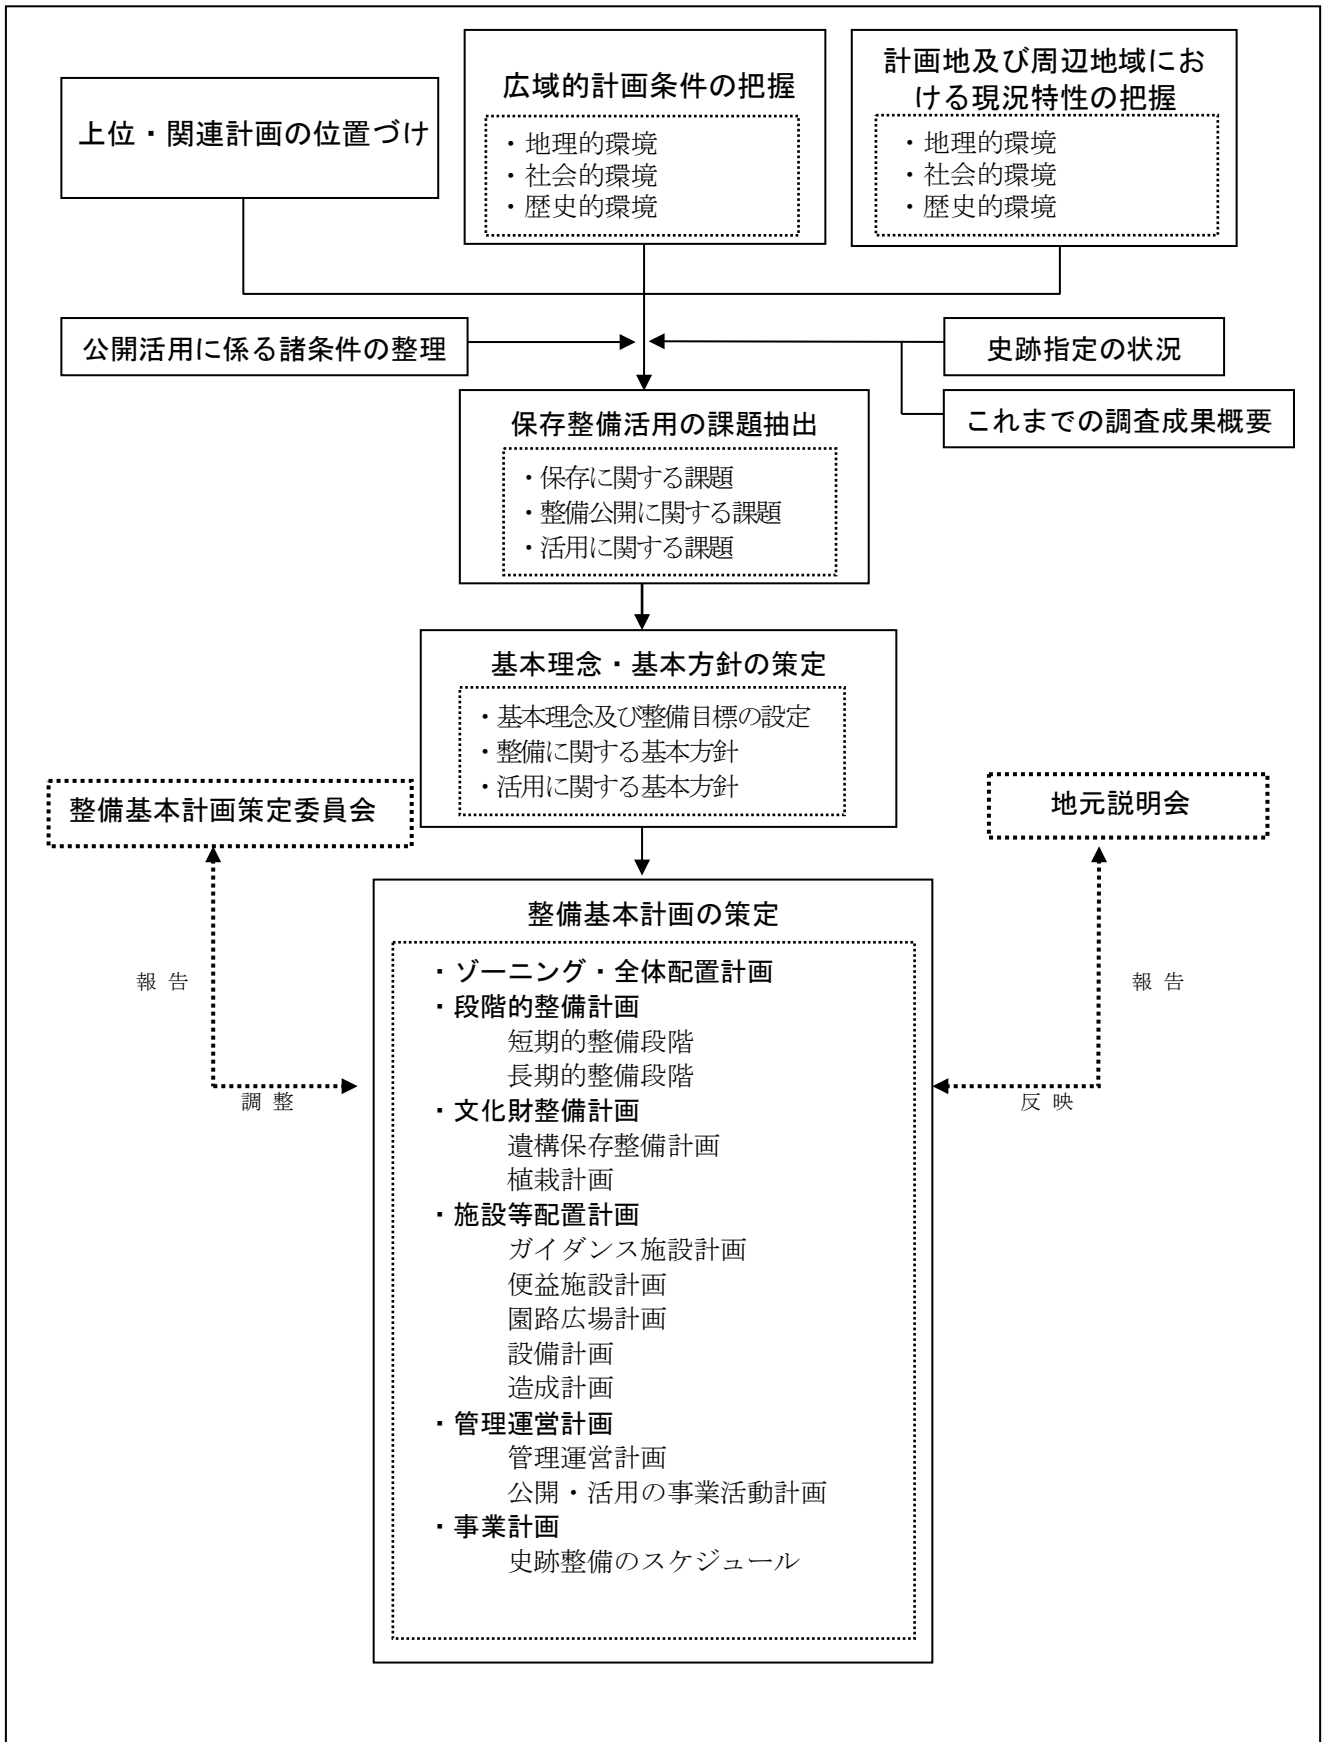 上位・関連計画の位置づけ
広域的計画条件の把握
・地理的環境
・社会的環境
・歴史的環境
計画地及び周辺地域にお
ける現況特性の把握
・地理的環境
・社会的環境
・歴史的環境
公開活用に係る諸条件の整理
史跡指定の状況
これまでの調査成果概要
保存整備活用の課題抽出
・保存に関する課題
・整備公開に関する課題
・活用に関する課題
基本理念・基本方針の策定
・基本理念及び整備目標の設定
・整備に関する基本方針
・活用に関する基本方針
整備基本計画策定委員会
地元説明会
整備基本計画の策定
・ゾーニング・全体配置計画
・段階的整備計画
短期的整備段階
長期的整備段階
・文化財整備計画
遺構保存整備計画
植栽計画
・施設等配置計画
ガイダンス施設計画
便益施設計画
園路広場計画
設備計画
造成計画
・管理運営計画
管理運営計画
公開・活用の事業活動計画
・事業計画
史跡整備のスケジュール
報 告
調 整
報 告
反 映